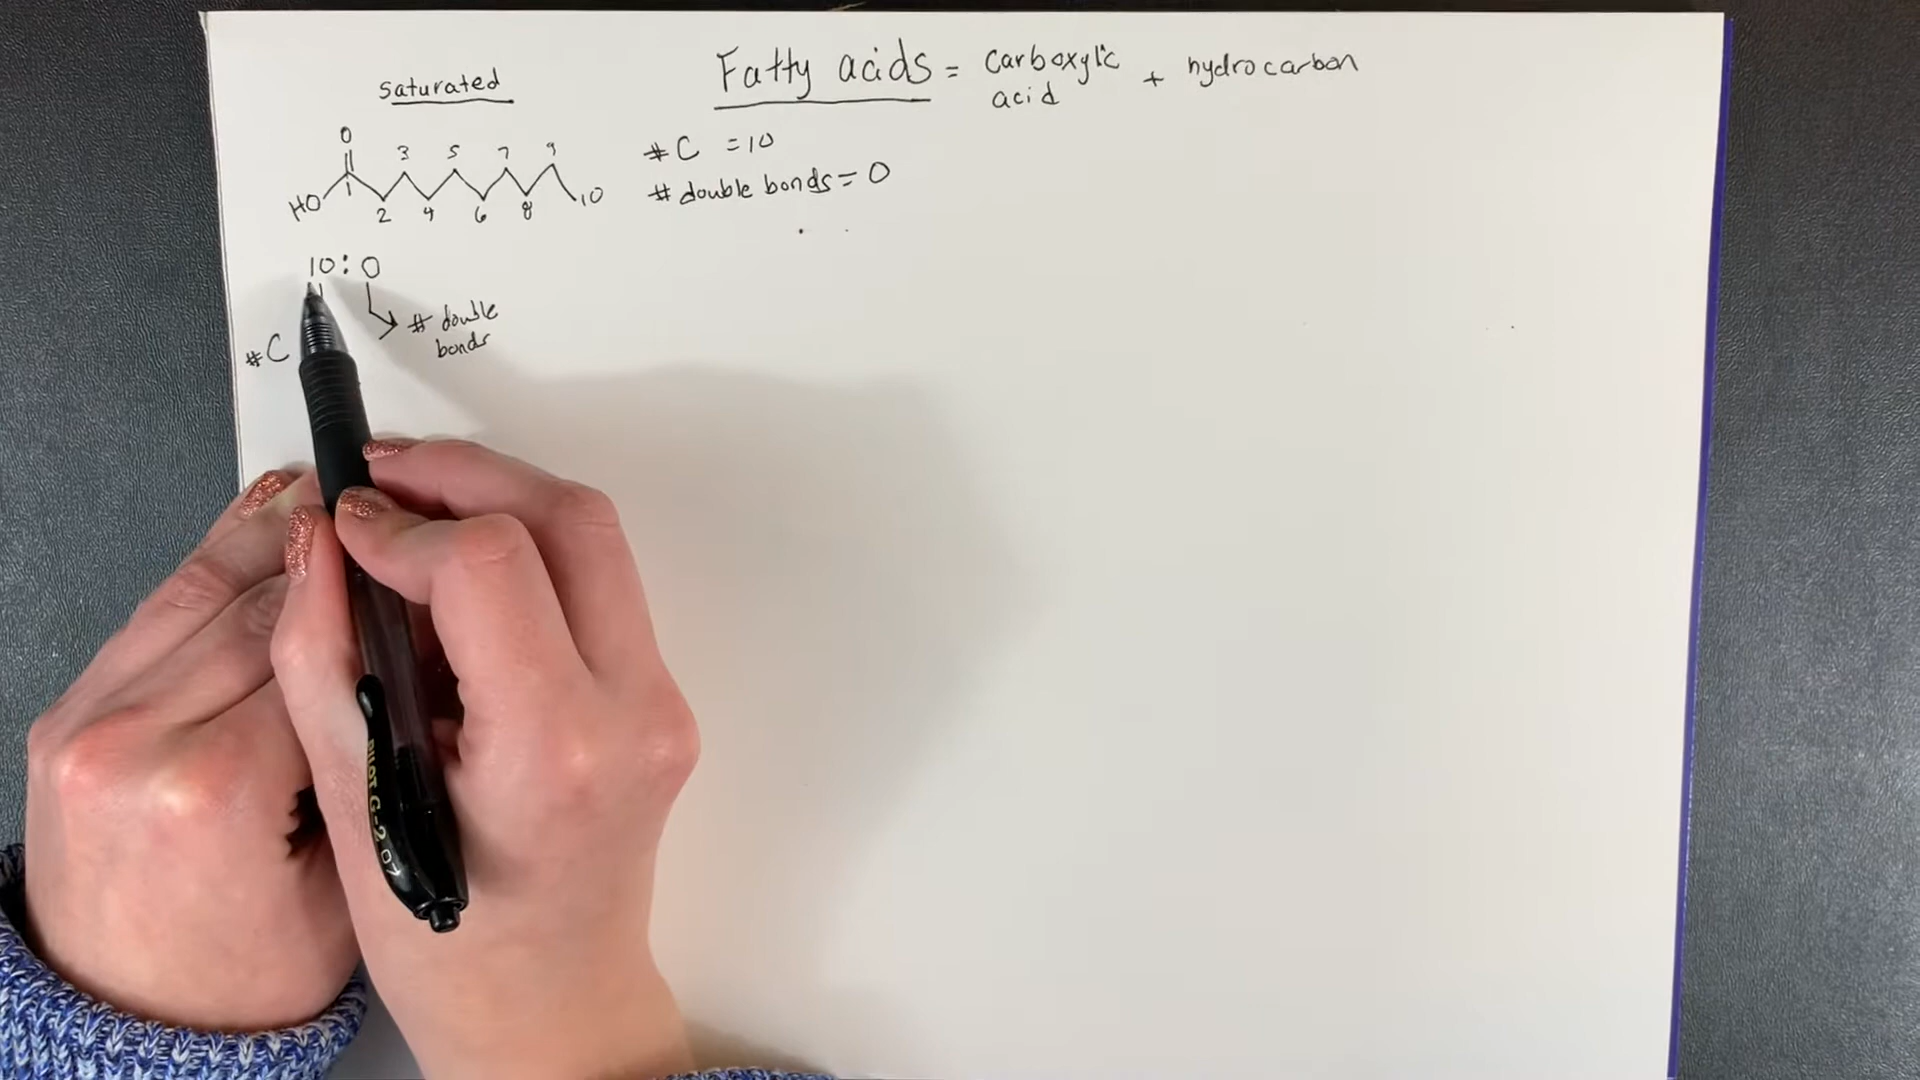 Fatty acids = carboxylic acid + hydrocarbon
saturated
O
HO 1 2 3 4 5 6 7 8 9 10
#C = 10
#double bonds = 0
10:0
#C
# double
bonds
PILOT G-2 07